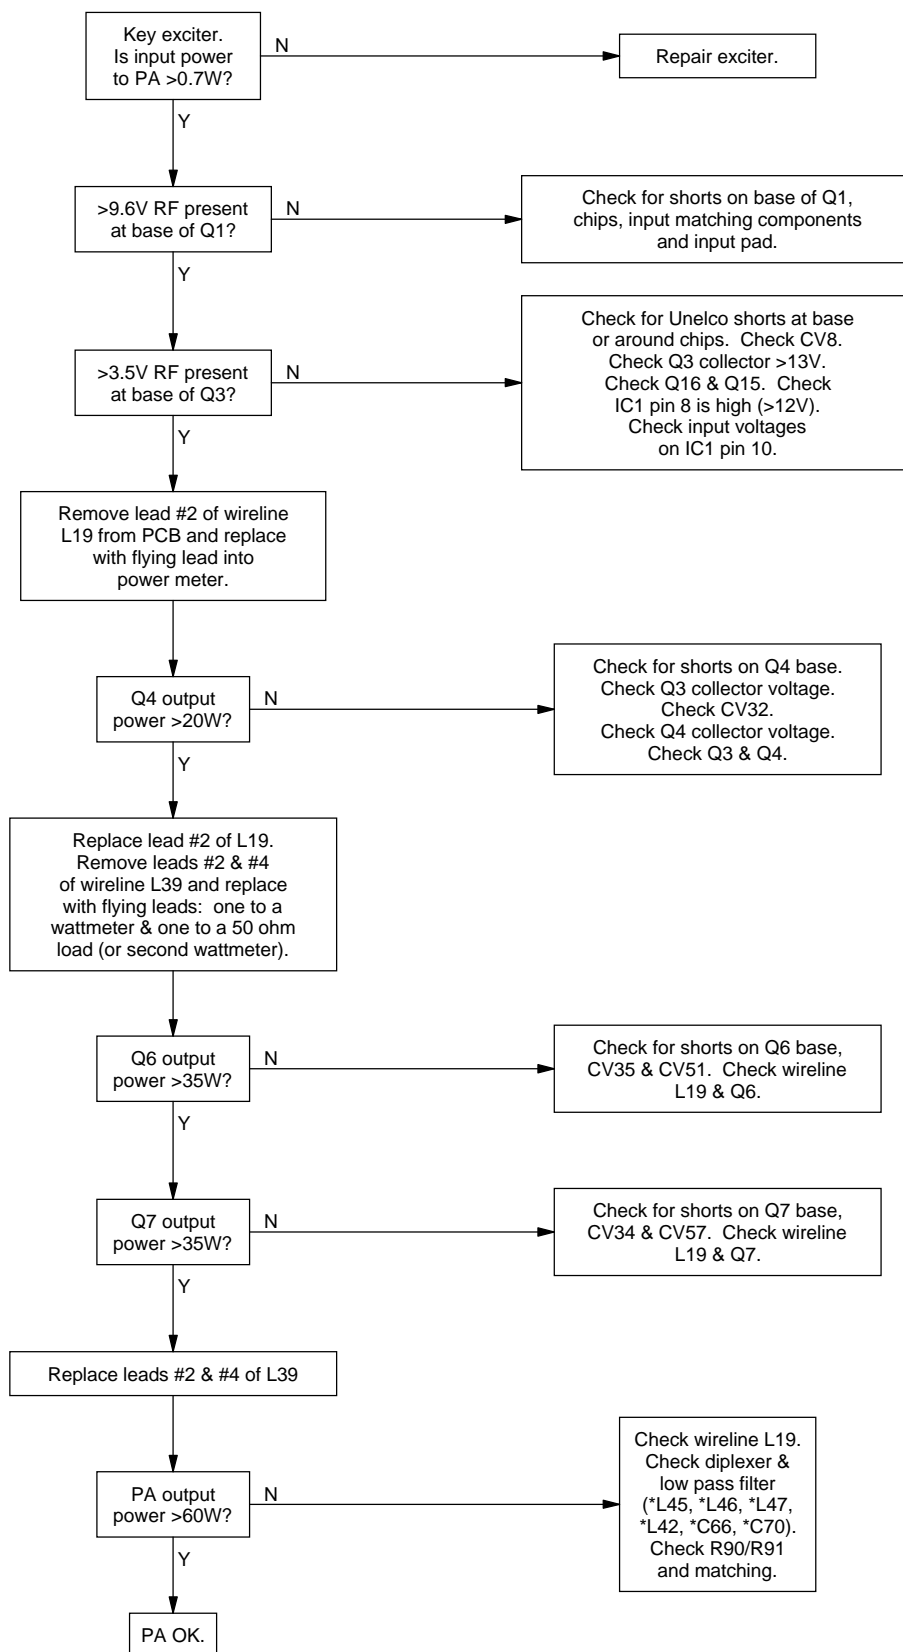 Key exciter.
Is input power
to PA >0.7W?
N
Repair exciter.
Y
>9.6V RF present
at base of Q1?
N
Check for shorts on base of Q1,
chips, input matching components
and input pad.
Y
>3.5V RF present
at base of Q3?
N
Check for Unelco shorts at base
or around chips.  Check CV8.
Check Q3 collector >13V.
Check Q16 & Q15.  Check
IC1 pin 8 is high (>12V).
Check input voltages
on IC1 pin 10.
Y
Remove lead #2 of wireline
L19 from PCB and replace
with flying lead into
power meter.
Q4 output
power >20W?
N
Check for shorts on Q4 base.
Check Q3 collector voltage.
Check CV32.
Check Q4 collector voltage.
Check Q3 & Q4.
Y
Replace lead #2 of L19.
Remove leads #2 & #4
of wireline L39 and replace
with flying leads:  one to a
wattmeter & one to a 50 ohm
load (or second wattmeter).
Q6 output
power >35W?
N
Check for shorts on Q6 base,
CV35 & CV51.  Check wireline
L19 & Q6.
Y
Q7 output
power >35W?
N
Check for shorts on Q7 base,
CV34 & CV57.  Check wireline
L19 & Q7.
Y
Replace leads #2 & #4 of L39
PA output
power >60W?
N
Check wireline L19.
Check diplexer &
low pass filter
(*L45, *L46, *L47,
*L42, *C66, *C70).
Check R90/R91
and matching.
Y
PA OK.